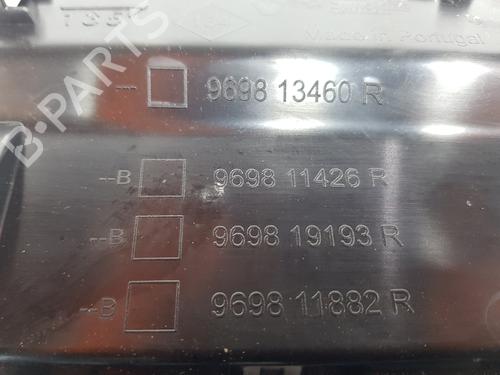 B-PARTS
Made in Portugal
--- 9698 13460 R
--B 9698 11426 R
--B 9698 19193 R
--B 9698 11882 R